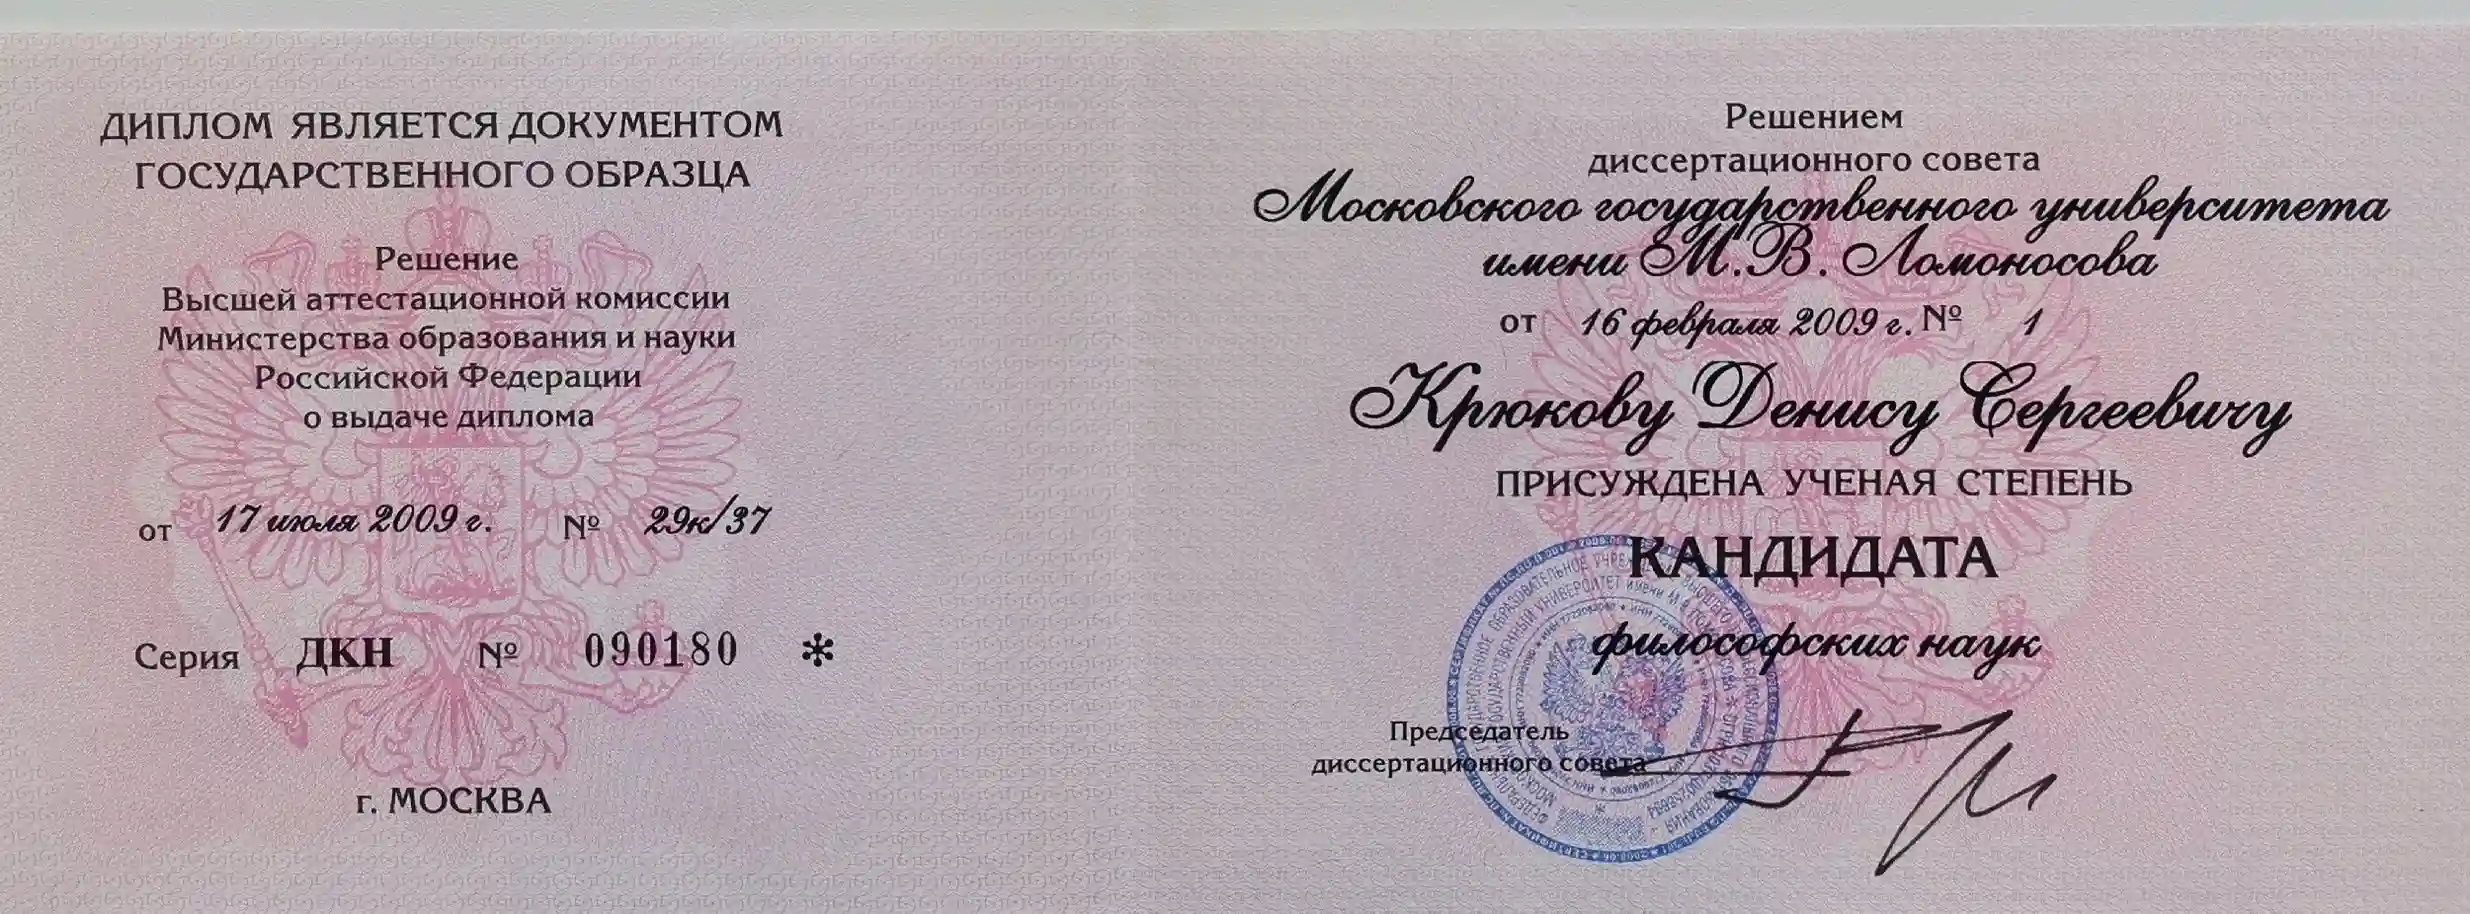 ДИПЛОМ ЯВЛЯЕТСЯ ДОКУМЕНТОМ
ГОСУДАРСТВЕННОГО ОБРАЗЦА
Решение
Высшей аттестационной комиссии
Министерства образования и науки
Российской Федерации
о выдаче диплома
от 17 июля 2009 г. № 29к/37
Серия ДКН № 090180 *
г. МОСКВА
Решением
диссертационного совета
Московского государственного университета
имени М.В. Ломоносова
от 16 февраля 2009 г. № 1
Крюкову Денису Сергеевичу
ПРИСУЖДЕНА УЧЕНАЯ СТЕПЕНЬ
КАНДИДАТА
философских наук
Председатель
диссертационного совета